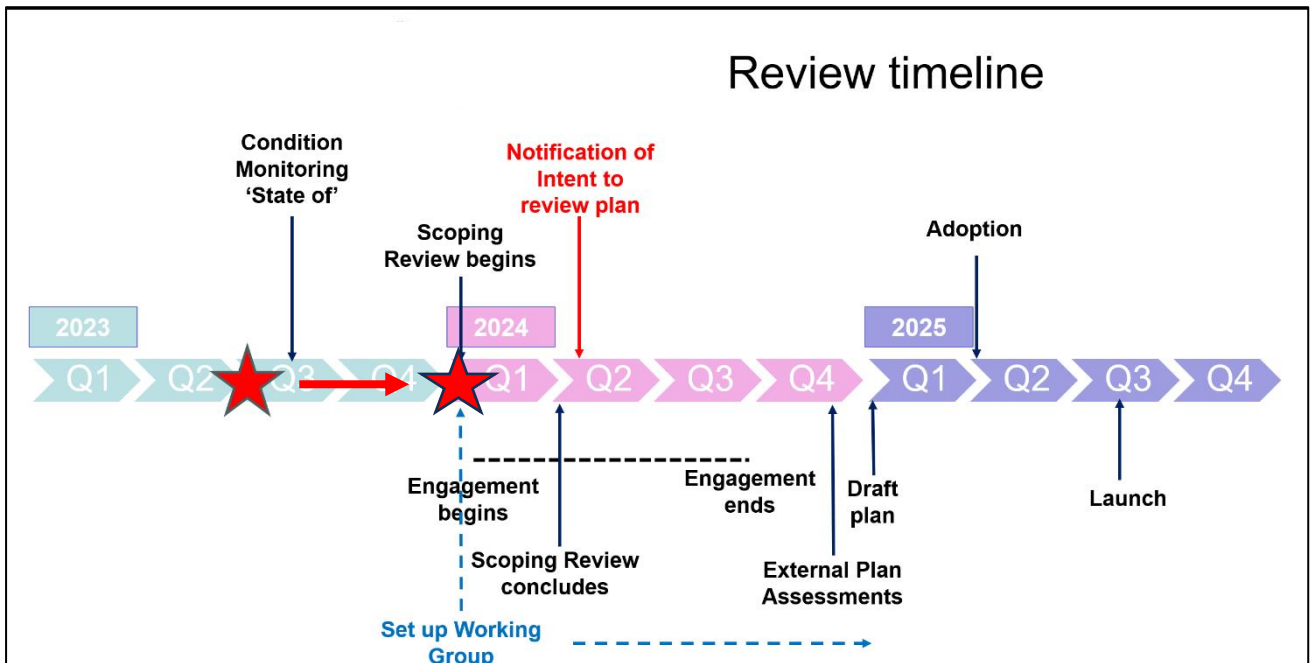 Review timeline
Condition
Monitoring
‘State of’
Notification of
Intent to
review plan
Scoping
Review begins
Adoption
2023
2024
2025
Q1
Q2
Q3
Q4
Q1
Q2
Q3
Q4
Q1
Q2
Q3
Q4
Engagement
begins
Engagement
ends
Draft
plan
Launch
Scoping Review
concludes
External Plan
Assessments
Set up Working
Group